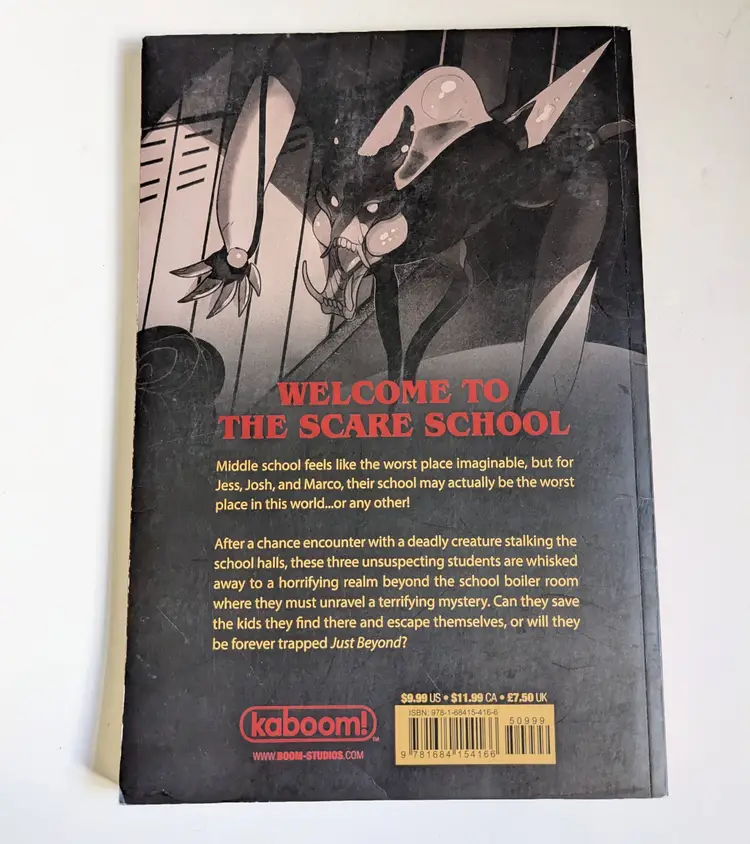 WELCOME TO
THE SCARE SCHOOL
Middle school feels like the worst place imaginable, but for
Jess, Josh, and Marco, their school may actually be the worst
place in this world...or any other!
After a chance encounter with a deadly creature stalking the
school halls, these three unsuspecting students are whisked
away to a horrifying realm beyond the school boiler room
where they must unravel a terrifying mystery. Can they save
the kids they find there and escape themselves, or will they
be forever trapped Just Beyond?
$9.99 US • $11.99 CA • £7.50 UK
ISBN: 978-1-68415-416-6
50999
9 781684 154166
kaboom!™
WWW.BOOM-STUDIOS.COM